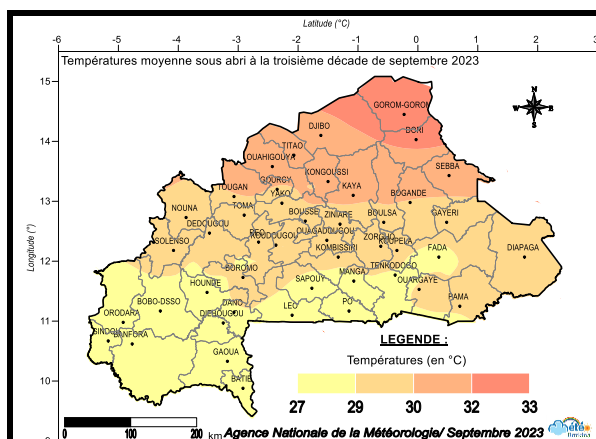 Latitude (°C)
-6 -5 -4 -3 -2 -1 0 1 2 3
Températures moyenne sous abri à la troisième décade de septembre 2023
15
GOROM-GOROM
N
W E
S
14
DJIBO
DORI
TITAO
OUAHIGOUYA
KONGOUSSI
SEBBA
GOURCY
TOUGAN
KAYA
YAKO
BOGANDE
13
NOUNA
TOMA
BOUSSE
ZINIARE
BOULSA
GAYERI
DEDOUGOU
REO
KOUDOUGOU
OUAGADOUGOU
ZORGHO
KOUPELA
SOLENSO
KOMBISSIRI
FADA
DIAPAGA
Longitude (°)
12
BOROMO
TENKODOGO
HOUNDE
SAPOUY
MANGA
OUARGAYE
BOBO-DSSO
DANO
LEO
PO
PAMA
ORODARA
DIEBOUGOU
11
SINDOU
BANFORA
LEGENDE :
GAOUA
Températures (en °C)
10
BATIE
27 29 30 32 33
0 100 200
km
Agence Nationale de la Météorologie/ Septembre 2023
météo
Burkina